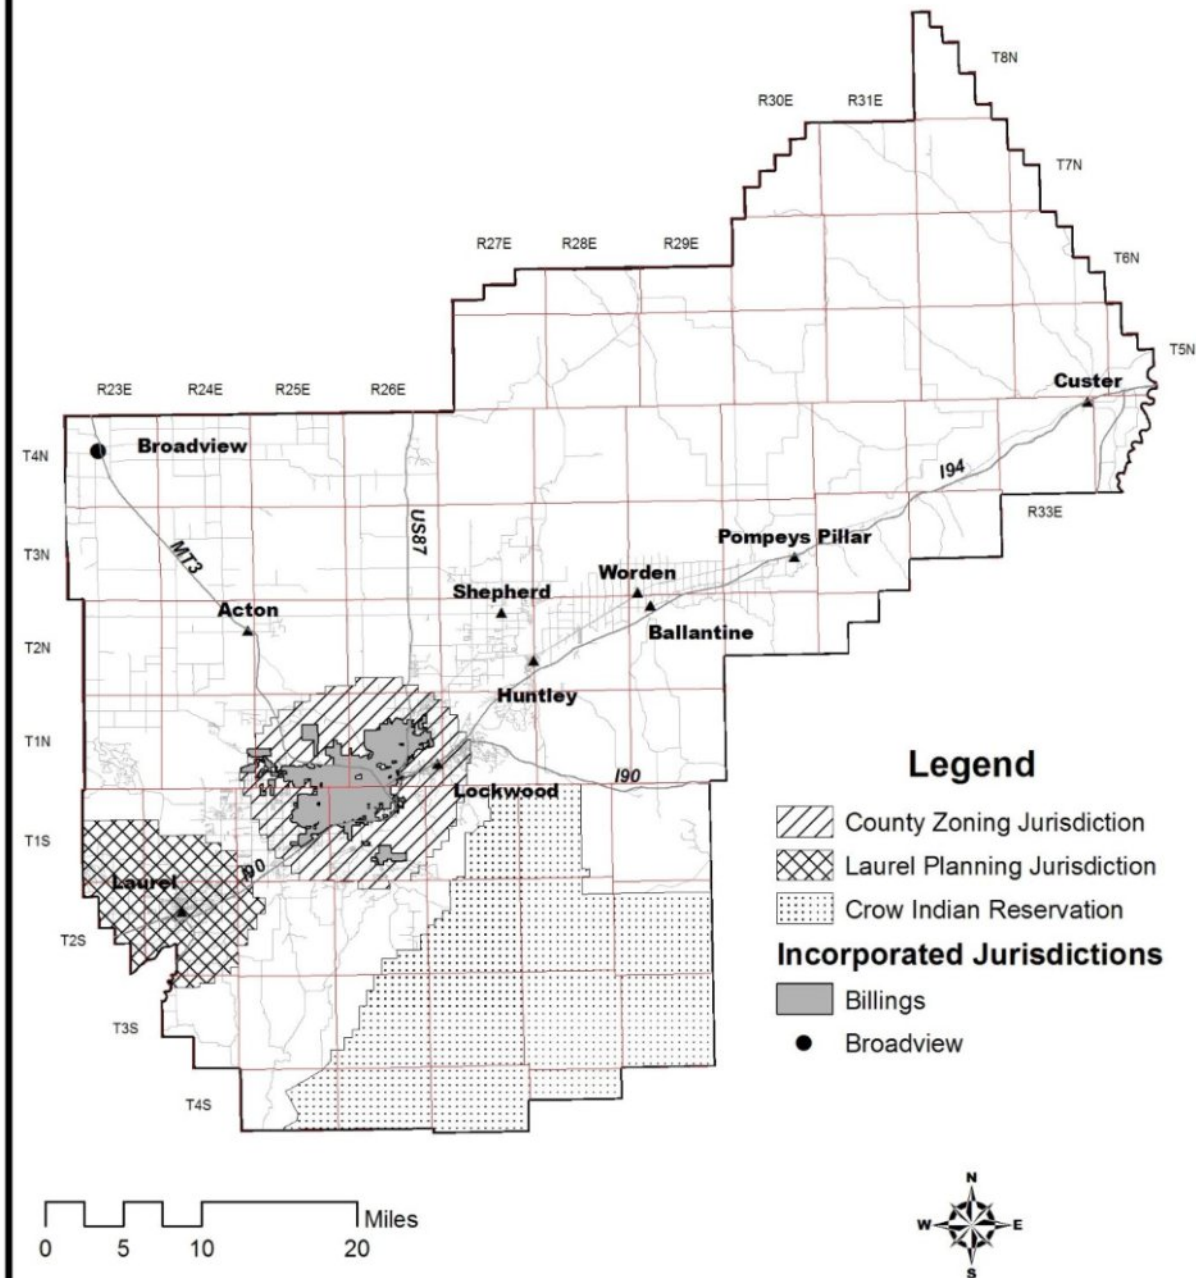 T8N
R30E R31E
T7N
R27E R28E R29E
T6N
T5N
R23E R24E R25E R26E
Custer
Broadview
T4N
I94
R33E
US87
Pompeys Pillar
T3N
MT3
Worden
Shepherd
Acton
Ballantine
T2N
Huntley
T1N
I90
Lockwood
Legend
County Zoning Jurisdiction
T1S
Laurel Planning Jurisdiction
I90
Laurel
Crow Indian Reservation
T2S
Incorporated Jurisdictions
Billings
T3S
Broadview
T4S
N
Miles
W E
0 5 10 20
S